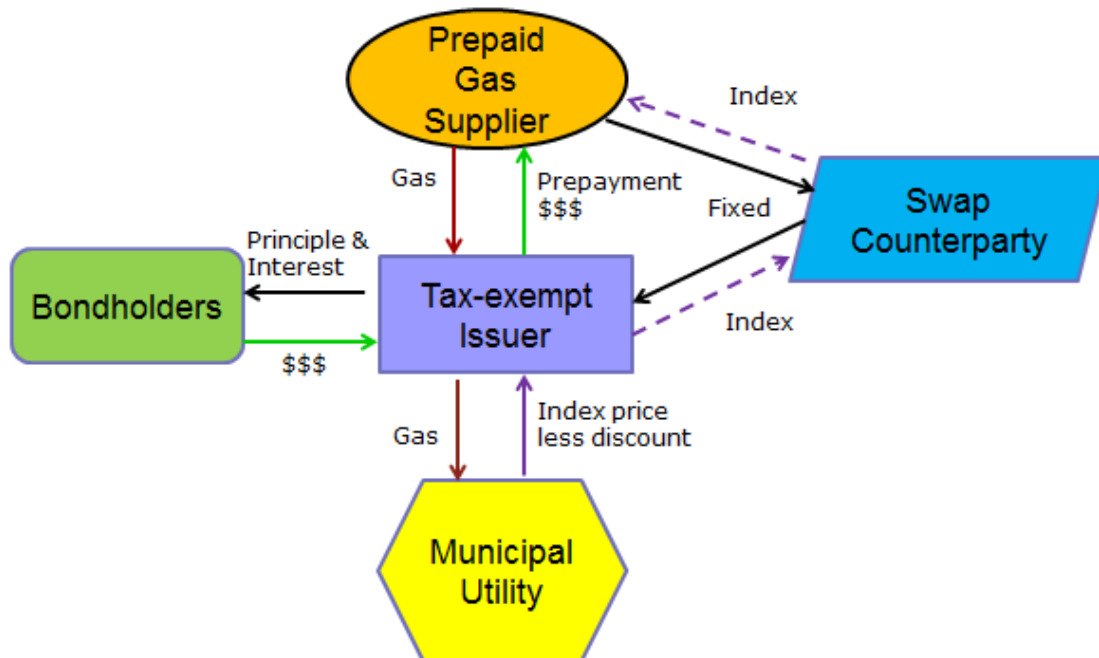 Prepaid
Gas
Supplier
Index
Gas
Prepayment
$$$
Fixed
Swap
Counterparty
Principle &
Interest
Bondholders
Tax-exempt
Issuer
Index
$$$
Gas
Index price
less discount
Municipal
Utility